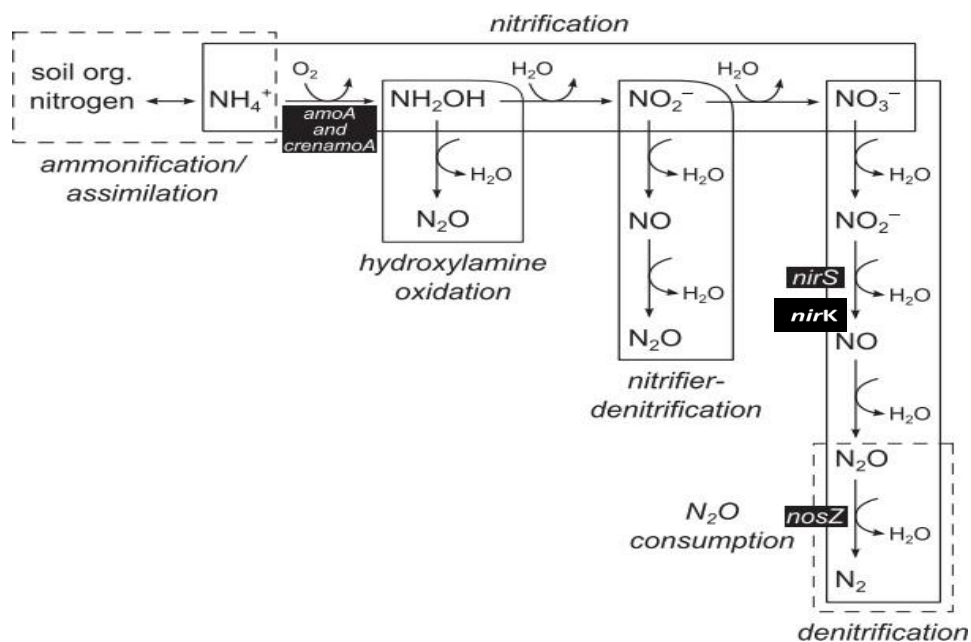 nitrification
soil org.
nitrogen
NH₄⁺
O₂
amoA
and
crenamoA
NH₂OH
H₂O
NO₂⁻
H₂O
NO₃⁻
ammonification/
assimilation
H₂O
N₂O
hydroxylamine
oxidation
H₂O
NO
H₂O
N₂O
nitrifier-
denitrification
H₂O
NO₂⁻
nirS
H₂O
nirK
NO
H₂O
N₂O
N₂O
consumption
nosZ
H₂O
N₂
denitrification